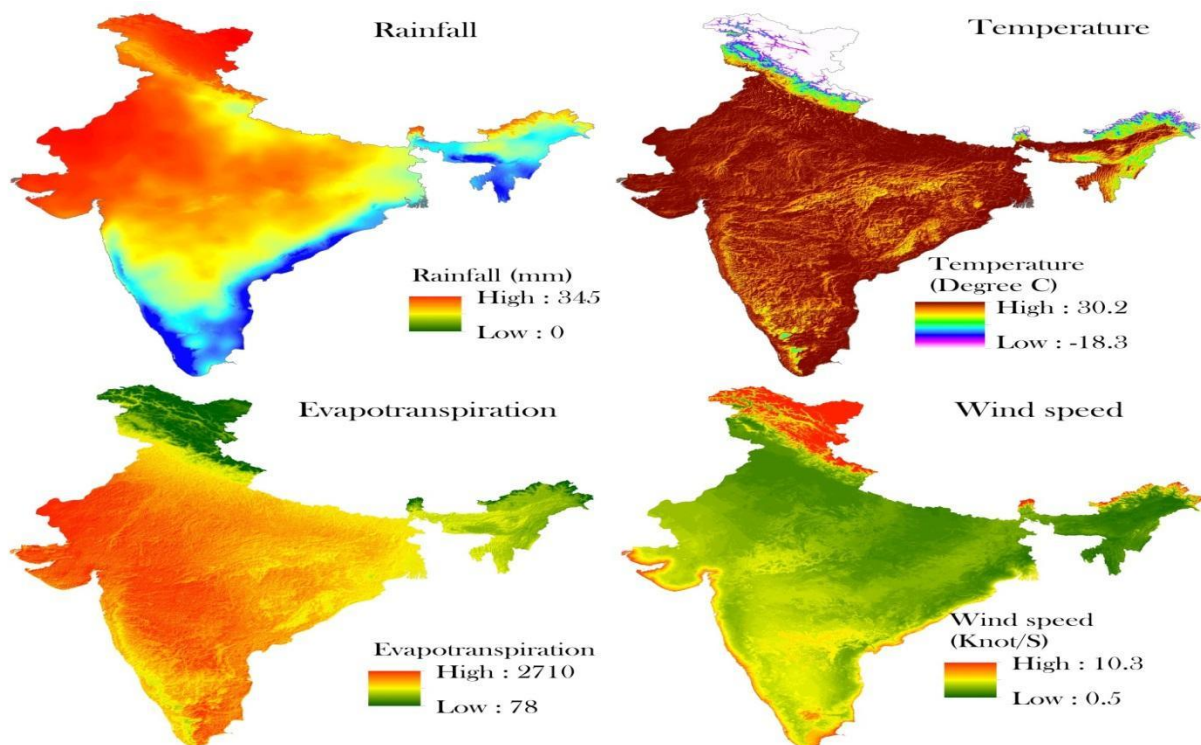 Rainfall
Rainfall (mm)
High : 345
Low : 0
Temperature
Temperature
(Degree C)
High : 30.2
Low : -18.3
Evapotranspiration
Evapotranspiration
High : 2710
Low : 78
Wind speed
Wind speed
(Knot/S)
High : 10.3
Low : 0.5